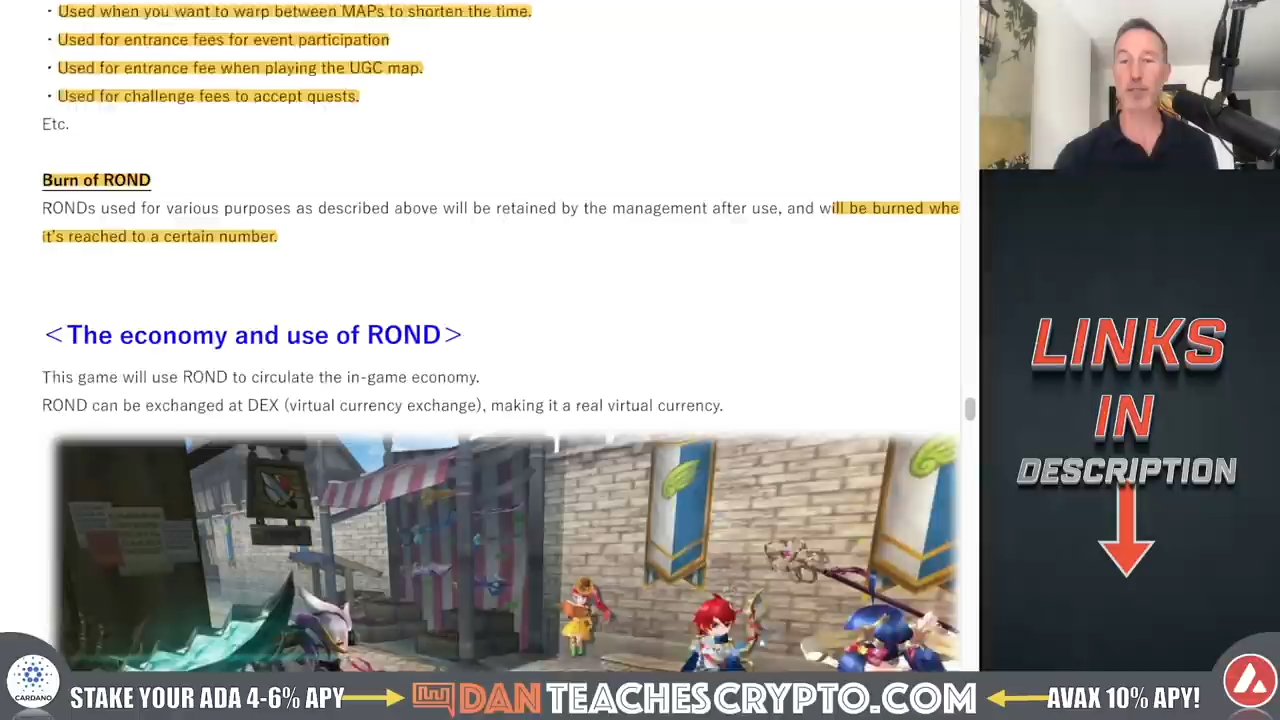 · Used when you want to warp between MAPs to shorten the time.
· Used for entrance fees for event participation
· Used for entrance fee when playing the UGC map.
· Used for challenge fees to accept quests.
Etc.
Burn of ROND
RONDs used for various purposes as described above will be retained by the management after use, and will be burned whe
it's reached to a certain number.
<The economy and use of ROND>
This game will use ROND to circulate the in-game economy.
ROND can be exchanged at DEX (virtual currency exchange), making it a real virtual currency.
LINKS
IN
DESCRIPTION
CARDANO
STAKE YOUR ADA 4-6% APY
DANTEACHESCRYPTO.COM
AVAX 10% APY!